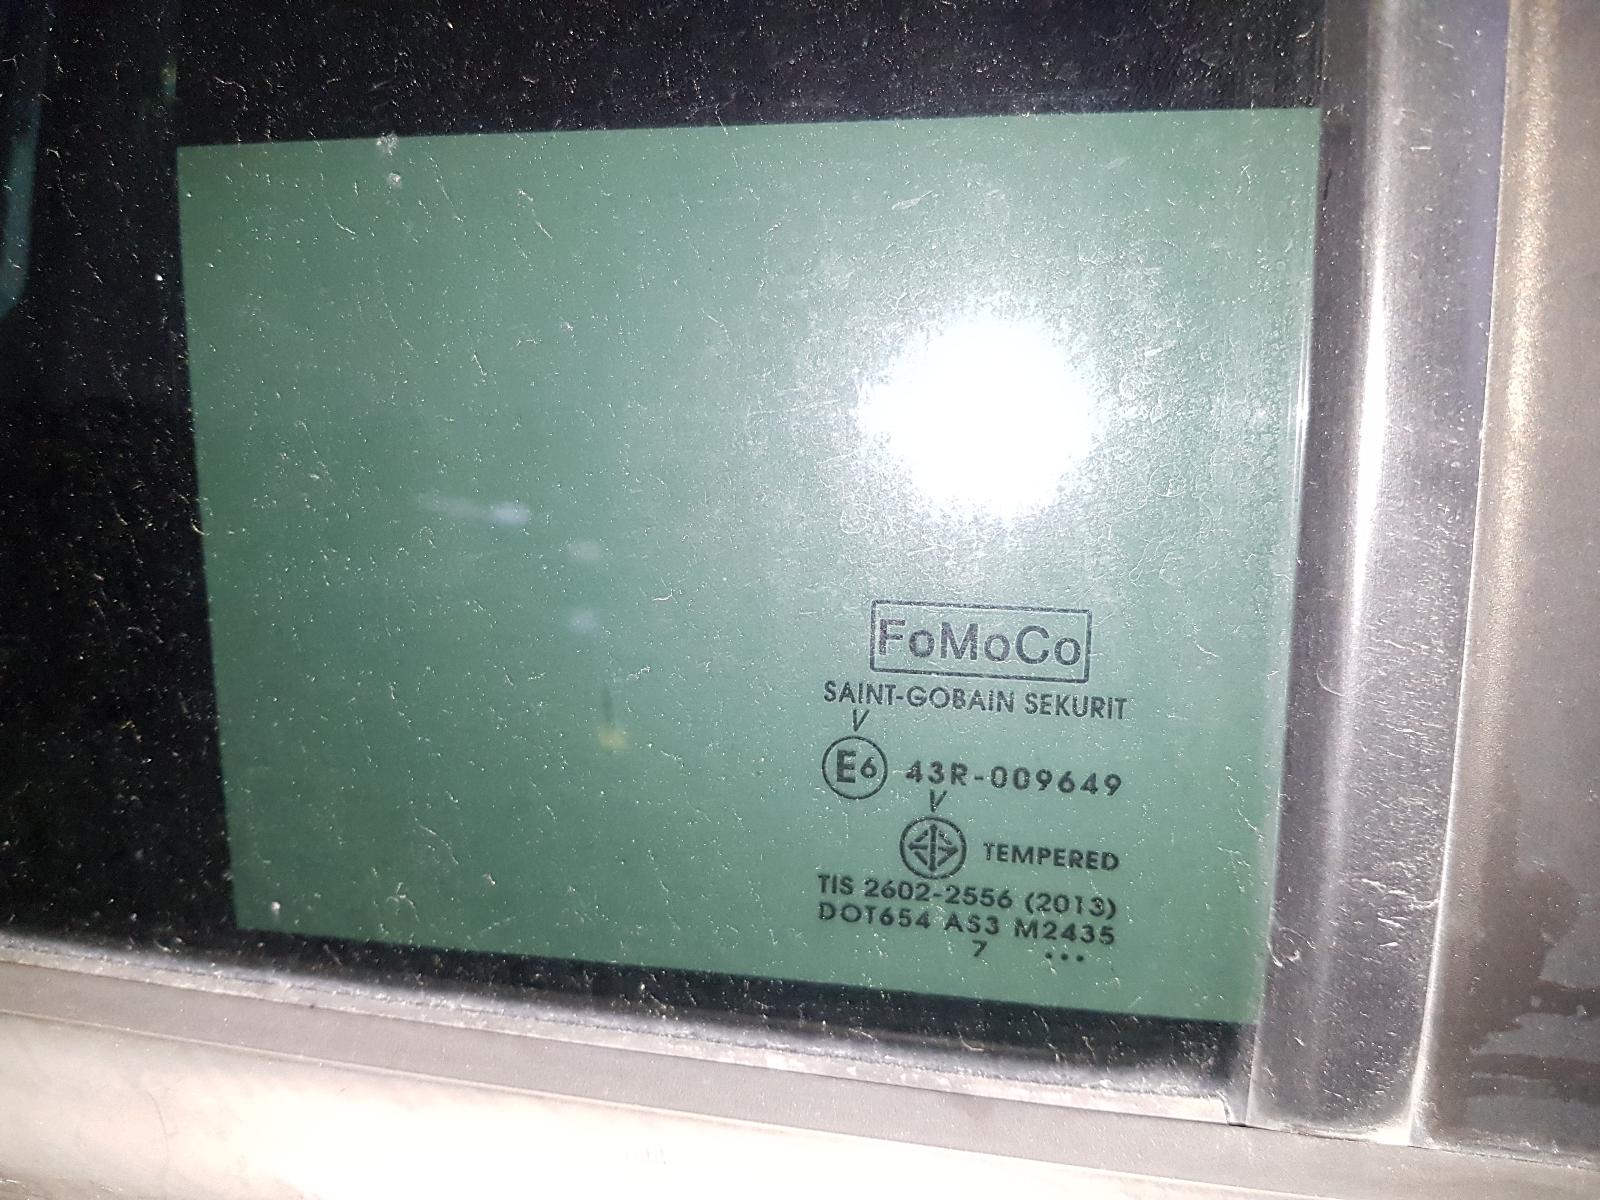 FoMoCo
SAINT-GOBAIN SEKURIT
V
E6 43R-009649
V
TEMPERED
TIS 2602-2556 (2013)
DOT654 AS3 M2435
7 ...